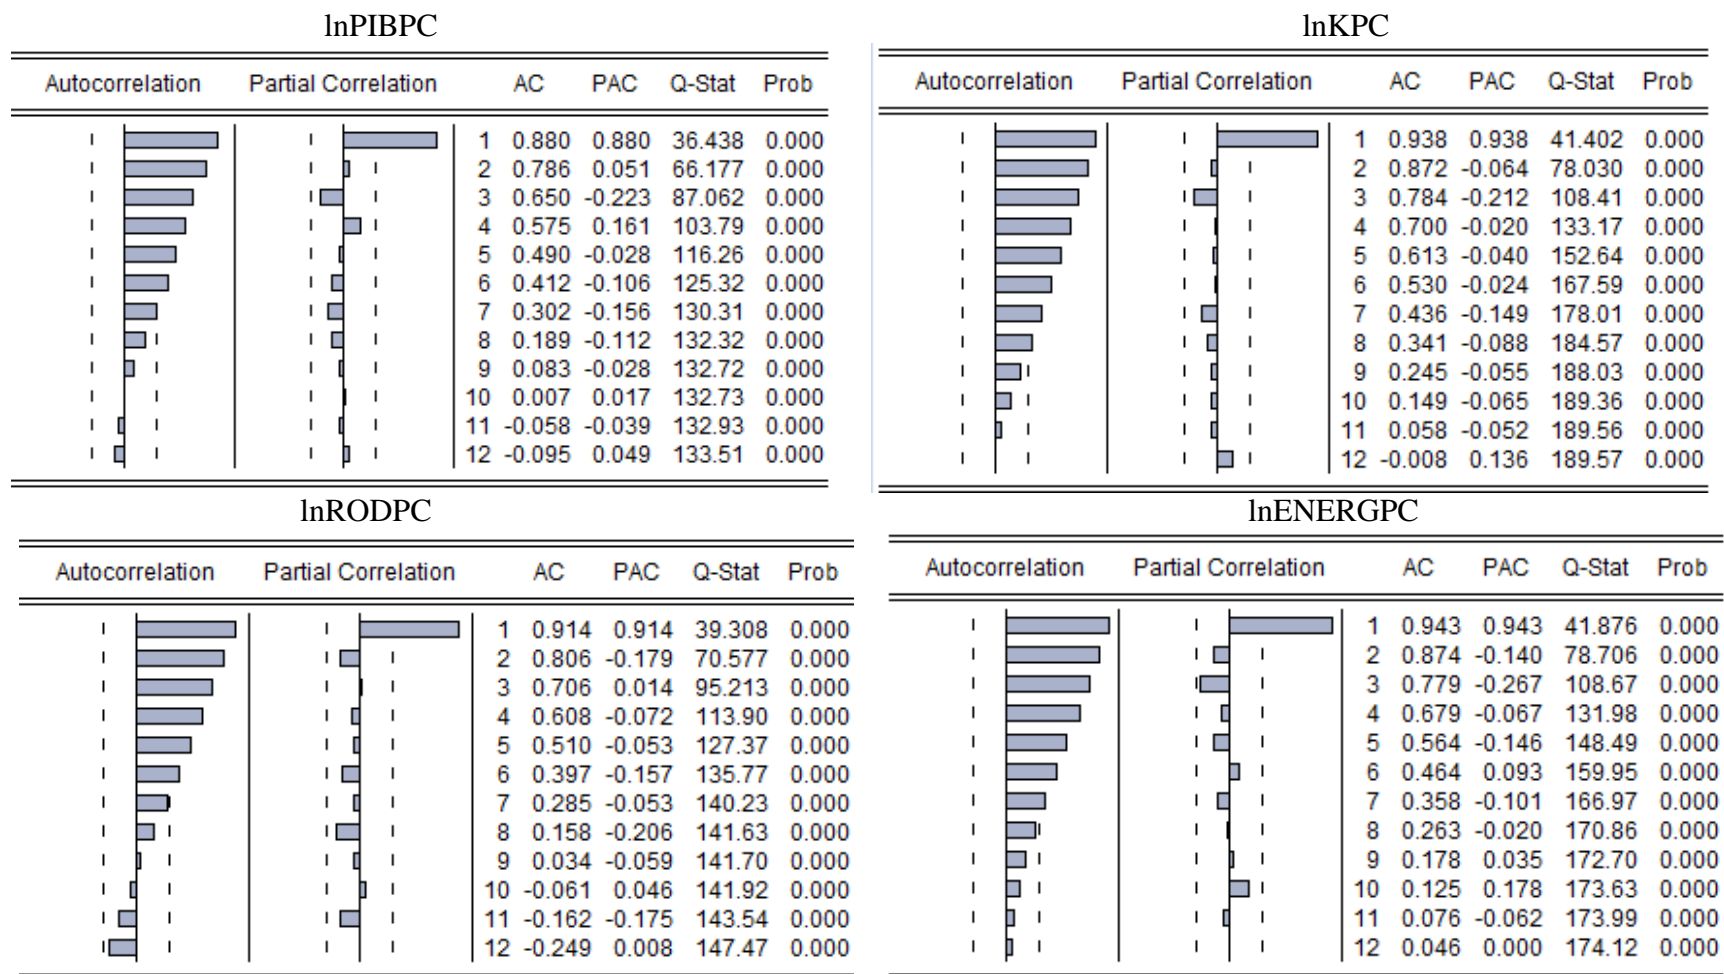 lnPIBPC
Autocorrelation Partial Correlation AC PAC Q-Stat Prob
1 0.880 0.880 36.438 0.000
2 0.786 0.051 66.177 0.000
3 0.650 -0.223 87.062 0.000
4 0.575 0.161 103.79 0.000
5 0.490 -0.028 116.26 0.000
6 0.412 -0.106 125.32 0.000
7 0.302 -0.156 130.31 0.000
8 0.189 -0.112 132.32 0.000
9 0.083 -0.028 132.72 0.000
10 0.007 0.017 132.73 0.000
11 -0.058 -0.039 132.93 0.000
12 -0.095 0.049 133.51 0.000
lnKPC
Autocorrelation Partial Correlation AC PAC Q-Stat Prob
1 0.938 0.938 41.402 0.000
2 0.872 -0.064 78.030 0.000
3 0.784 -0.212 108.41 0.000
4 0.700 -0.020 133.17 0.000
5 0.613 -0.040 152.64 0.000
6 0.530 -0.024 167.59 0.000
7 0.436 -0.149 178.01 0.000
8 0.341 -0.088 184.57 0.000
9 0.245 -0.055 188.03 0.000
10 0.149 -0.065 189.36 0.000
11 0.058 -0.052 189.56 0.000
12 -0.008 0.136 189.57 0.000
lnRODPC
Autocorrelation Partial Correlation AC PAC Q-Stat Prob
1 0.914 0.914 39.308 0.000
2 0.806 -0.179 70.577 0.000
3 0.706 0.014 95.213 0.000
4 0.608 -0.072 113.90 0.000
5 0.510 -0.053 127.37 0.000
6 0.397 -0.157 135.77 0.000
7 0.285 -0.053 140.23 0.000
8 0.158 -0.206 141.63 0.000
9 0.034 -0.059 141.70 0.000
10 -0.061 0.046 141.92 0.000
11 -0.162 -0.175 143.54 0.000
12 -0.249 0.008 147.47 0.000
lnENERGPC
Autocorrelation Partial Correlation AC PAC Q-Stat Prob
1 0.943 0.943 41.876 0.000
2 0.874 -0.140 78.706 0.000
3 0.779 -0.267 108.67 0.000
4 0.679 -0.067 131.98 0.000
5 0.564 -0.146 148.49 0.000
6 0.464 0.093 159.95 0.000
7 0.358 -0.101 166.97 0.000
8 0.263 -0.020 170.86 0.000
9 0.178 0.035 172.70 0.000
10 0.125 0.178 173.63 0.000
11 0.076 -0.062 173.99 0.000
12 0.046 0.000 174.12 0.000